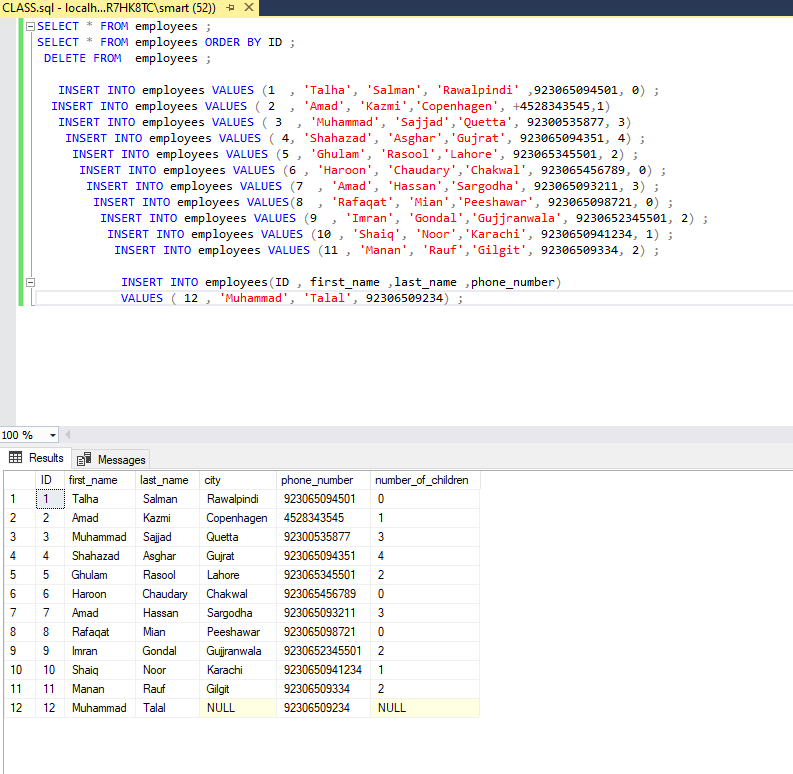 CLASS.sql - localh...R7HK8TC\smart (52))
SELECT * FROM employees ;
SELECT * FROM employees ORDER BY ID ;
DELETE FROM  employees ;
INSERT INTO employees VALUES (1  , 'Talha', 'Salman', 'Rawalpindi' ,923065094501, 0) ;
INSERT INTO employees VALUES ( 2  , 'Amad', 'Kazmi','Copenhagen', +4528343545,1)
INSERT INTO employees VALUES ( 3  , 'Muhammad', 'Sajjad','Quetta', 92300535877, 3)
INSERT INTO employees VALUES ( 4, 'Shahazad', 'Asghar','Gujrat', 923065094351, 4) ;
INSERT INTO employees VALUES (5 , 'Ghulam', 'Rasool','Lahore', 923065345501, 2) ;
INSERT INTO employees VALUES (6 , 'Haroon', 'Chaudary','Chakwal', 923065456789, 0) ;
INSERT INTO employees VALUES (7  , 'Amad', 'Hassan','Sargodha', 923065093211, 3) ;
INSERT INTO employees VALUES(8  , 'Rafaqat', 'Mian','Peeshawar', 923065098721, 0) ;
INSERT INTO employees VALUES (9  , 'Imran', 'Gondal','Gujjranwala', 9230652345501, 2) ;
INSERT INTO employees VALUES (10 , 'Shaiq', 'Noor','Karachi', 9230650941234, 1) ;
INSERT INTO employees VALUES (11 , 'Manan', 'Rauf','Gilgit', 92306509334, 2) ;
INSERT INTO employees(ID , first_name ,last_name ,phone_number)
VALUES ( 12 , 'Muhammad', 'Talal', 92306509234) ;
100 %
Results Messages
ID first_name last_name city phone_number number_of_children
1 1 Talha Salman Rawalpindi 923065094501 0
2 2 Amad Kazmi Copenhagen 4528343545 1
3 3 Muhammad Sajjad Quetta 92300535877 3
4 4 Shahazad Asghar Gujrat 923065094351 4
5 5 Ghulam Rasool Lahore 923065345501 2
6 6 Haroon Chaudary Chakwal 923065456789 0
7 7 Amad Hassan Sargodha 923065093211 3
8 8 Rafaqat Mian Peeshawar 923065098721 0
9 9 Imran Gondal Gujjranwala 9230652345501 2
10 10 Shaiq Noor Karachi 9230650941234 1
11 11 Manan Rauf Gilgit 92306509334 2
12 12 Muhammad Talal NULL 92306509234 NULL